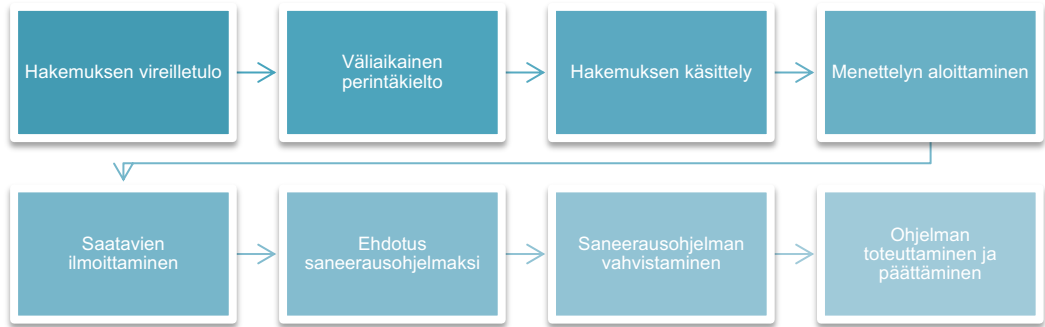 Hakemuksen vireilletulo
Väliaikainen
perintäkielto
Hakemuksen käsittely
Menettelyn aloittaminen
Saatavien
ilmoittaminen
Ehdotus
saneerausohjelmaksi
Saneerausohjelman
vahvistaminen
Ohjelman
toteuttaminen ja
päättäminen